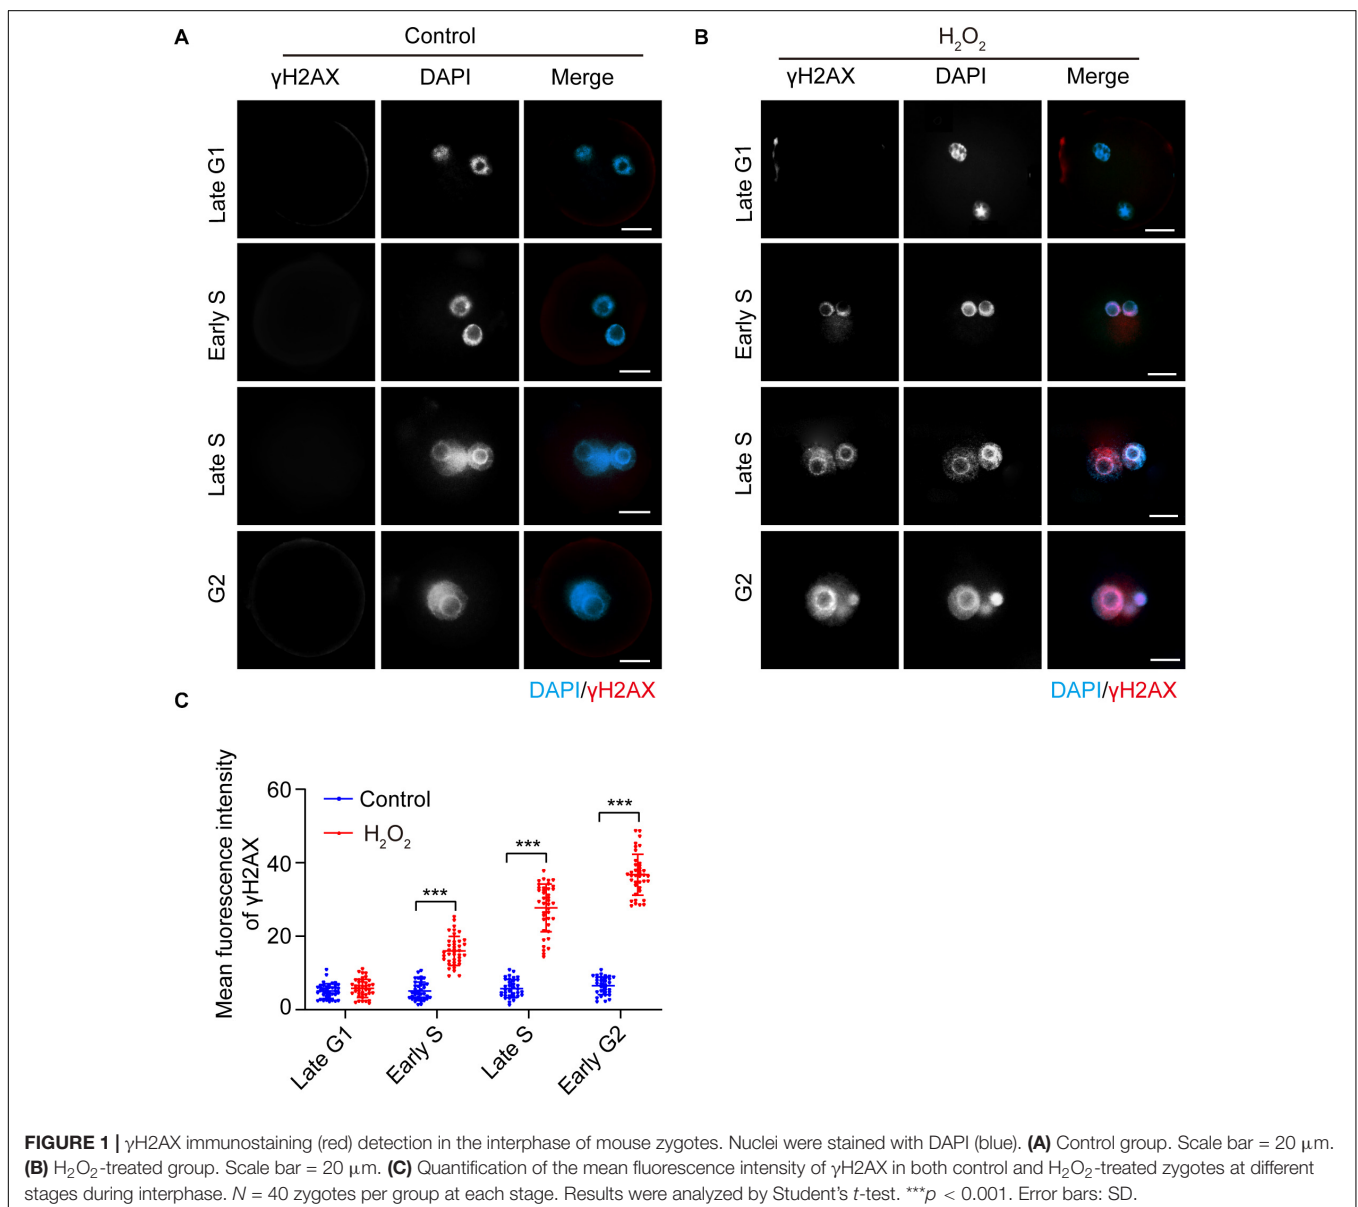 A
Control
γH2AX DAPI Merge
Late G1
Early S
Late S
G2
DAPI/γH2AX
B
H₂O₂
γH2AX DAPI Merge
Late G1
Early S
Late S
G2
DAPI/γH2AX
C
Mean fuorescence intensity
of γH2AX
60
40
20
0
Control
H₂O₂
***
***
***
Late G1
Early S
Late S
Early G2
FIGURE 1 | γH2AX immunostaining (red) detection in the interphase of mouse zygotes. Nuclei were stained with DAPI (blue). (A) Control group. Scale bar = 20 μm.
(B) H₂O₂-treated group. Scale bar = 20 μm. (C) Quantification of the mean fluorescence intensity of γH2AX in both control and H₂O₂-treated zygotes at different
stages during interphase. N = 40 zygotes per group at each stage. Results were analyzed by Student's t-test. ***p < 0.001. Error bars: SD.